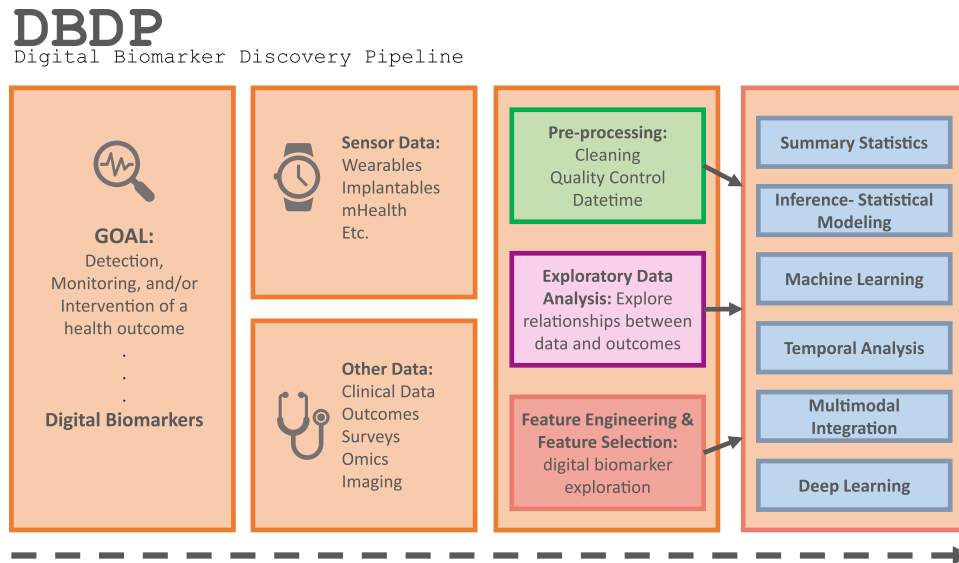 DBDP
Digital Biomarker Discovery Pipeline
GOAL:
Detection,
Monitoring, and/or
Intervention of a
health outcome
.
.
.
Digital Biomarkers
Sensor Data:
Wearables
Implantables
mHealth
Etc.
Other Data:
Clinical Data
Outcomes
Surveys
Omics
Imaging
Pre-processing:
Cleaning
Quality Control
Datetime
Exploratory Data
Analysis: Explore
relationships between
data and outcomes
Feature Engineering &
Feature Selection:
digital biomarker
exploration
Summary Statistics
Inference- Statistical
Modeling
Machine Learning
Temporal Analysis
Multimodal
Integration
Deep Learning